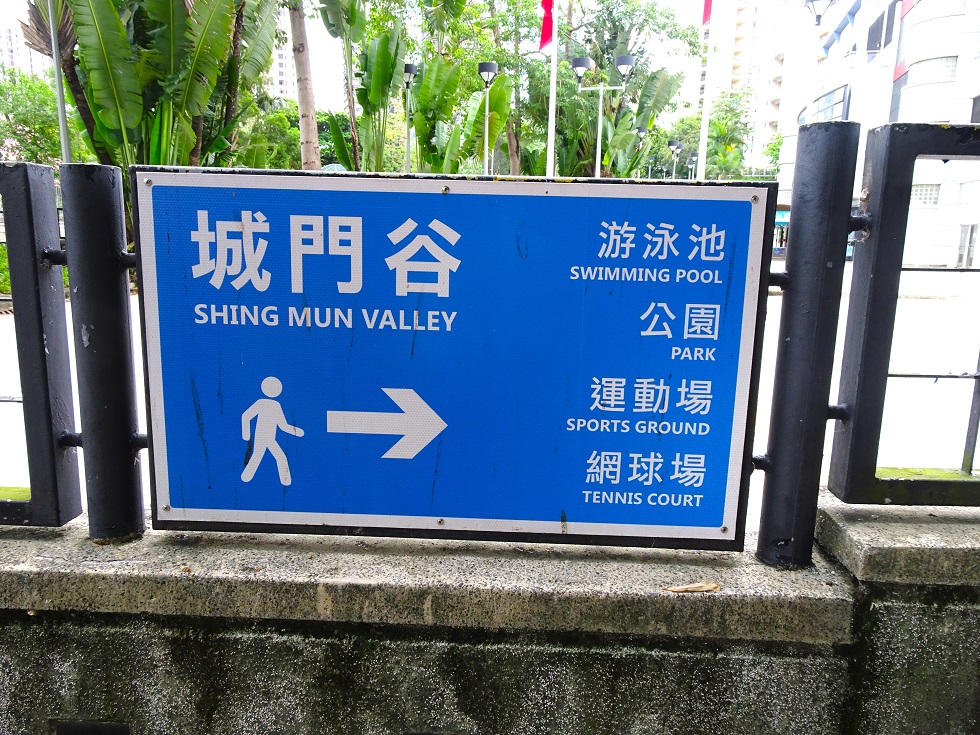 城門谷
SHING MUN VALLEY
游泳池
SWIMMING POOL
公園
PARK
運動場
SPORTS GROUND
網球場
TENNIS COURT